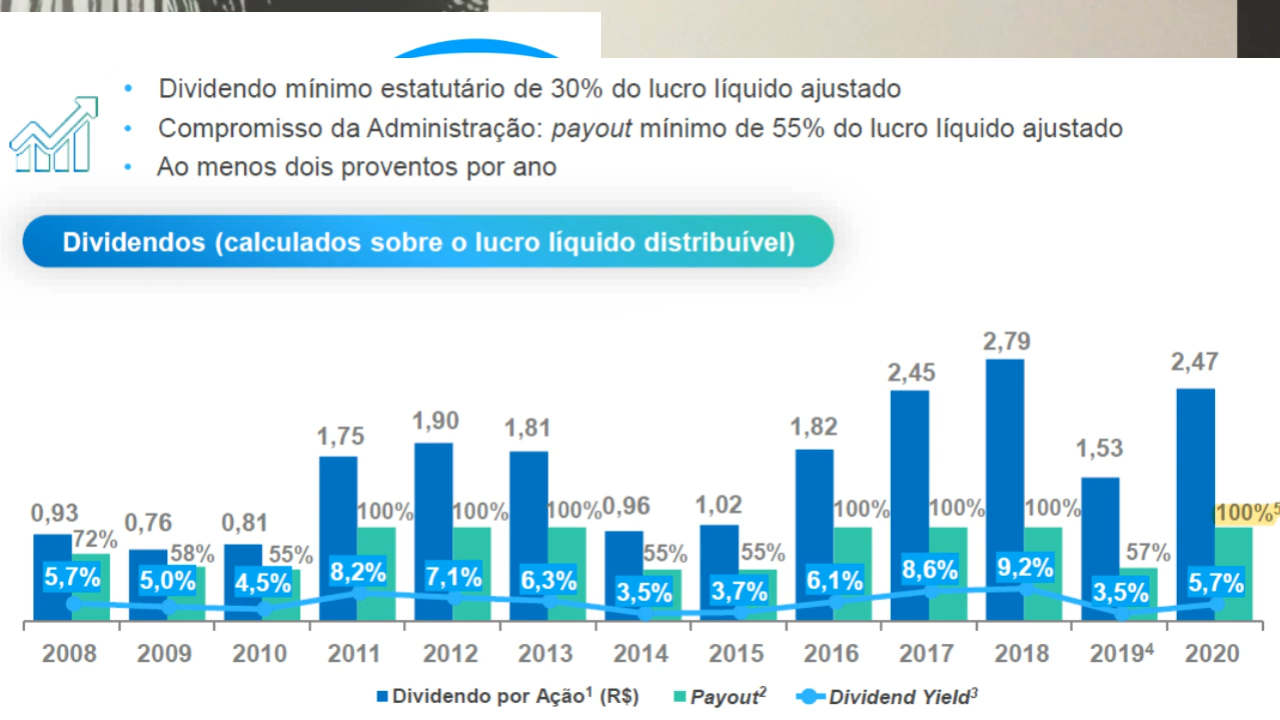 • Dividendo mínimo estatutário de 30% do lucro líquido ajustado
• Compromisso da Administração: payout mínimo de 55% do lucro líquido ajustado
• Ao menos dois proventos por ano
Dividendos (calculados sobre o lucro líquido distribuível)
0,93 0,76 0,81 1,75 1,90 1,81 0,96 1,02 1,82 2,45 2,79 1,53 2,47
72% 58% 55% 100% 100% 100% 55% 55% 100% 100% 100% 57% 100%⁵
5,7% 5,0% 4,5% 8,2% 7,1% 6,3% 3,5% 3,7% 6,1% 8,6% 9,2% 3,5% 5,7%
2008 2009 2010 2011 2012 2013 2014 2015 2016 2017 2018 2019⁴ 2020
Dividendo por Ação¹ (R$) Payout² Dividend Yield³